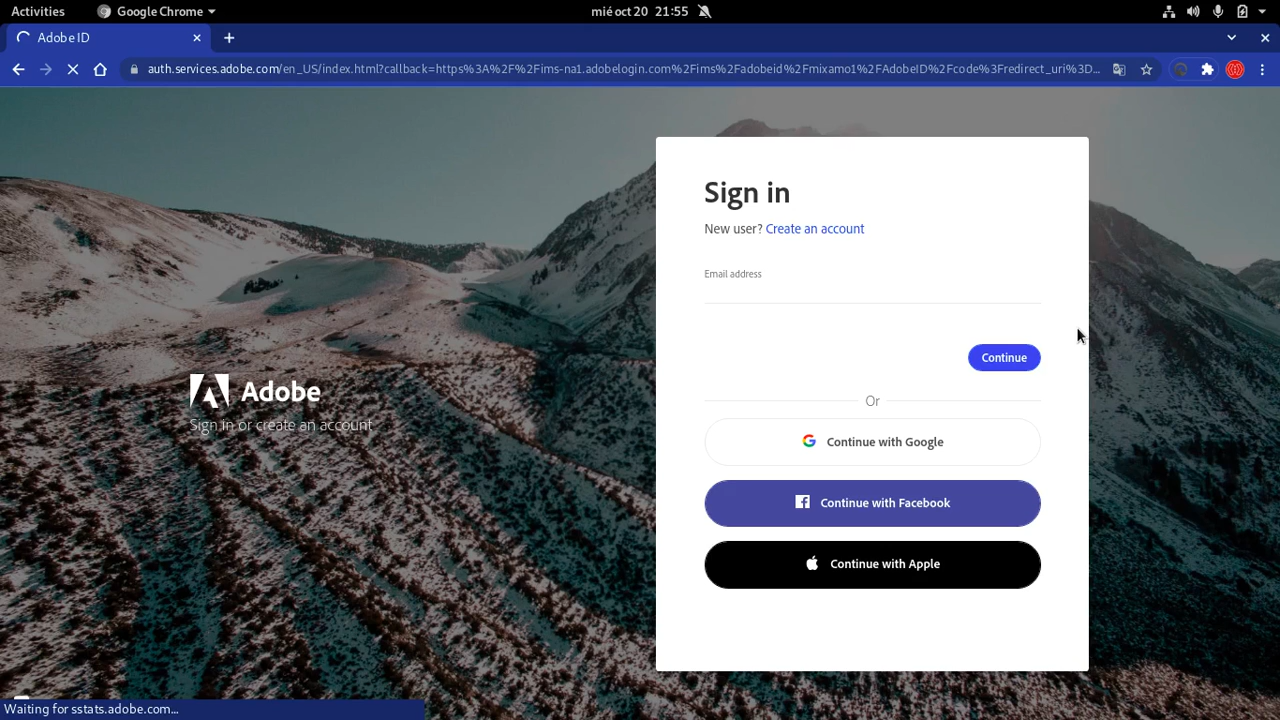 Activities
Google Chrome
mié oct 20 21:55
Adobe ID
auth.services.adobe.com/en_US/index.html?callback=https%3A%2F%2Fims-na1.adobelogin.com%2Fims%2Fadobeid%2Fmixamo1%2FAdobeID%2Fcode%3Fredirect_uri%3D...
Sign in
New user? Create an account
Email address
Continue
Or
Continue with Google
Continue with Facebook
Continue with Apple
Adobe
Sign in or create an account
Waiting for sstats.adobe.com...